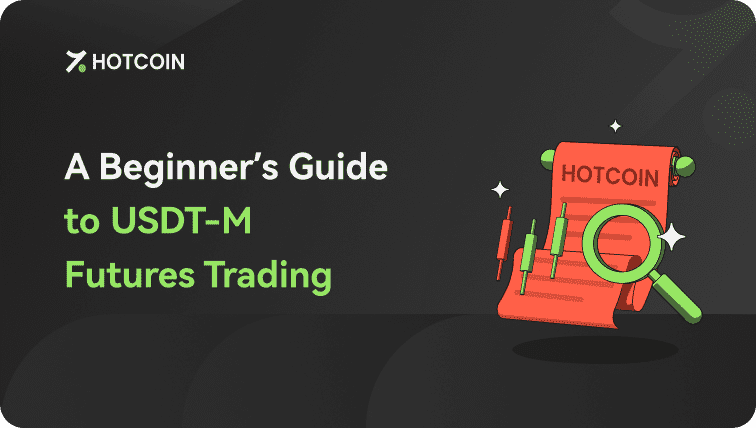 HOTCOIN
A Beginner’s Guide
to USDT-M
Futures Trading
HOTCOIN